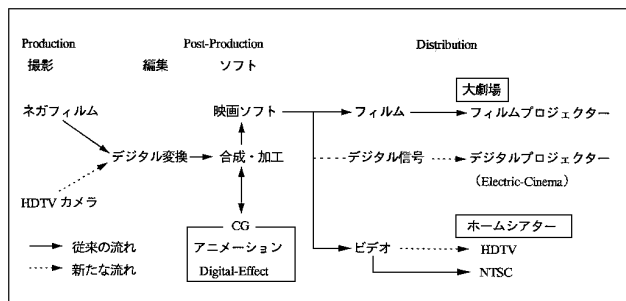 Production Post-Production Distribution
撮影 編集 ソフト
大劇場
ネガフィルム 映画ソフト フィルム フィルムプロジェクター
デジタル変換 合成・加工 デジタル信号 デジタルプロジェクター
(Electric-Cinema)
HDTV カメラ
CG
アニメーション
Digital-Effect
ホームシアター
ビデオ HDTV
NTSC
従来の流れ
新たな流れ